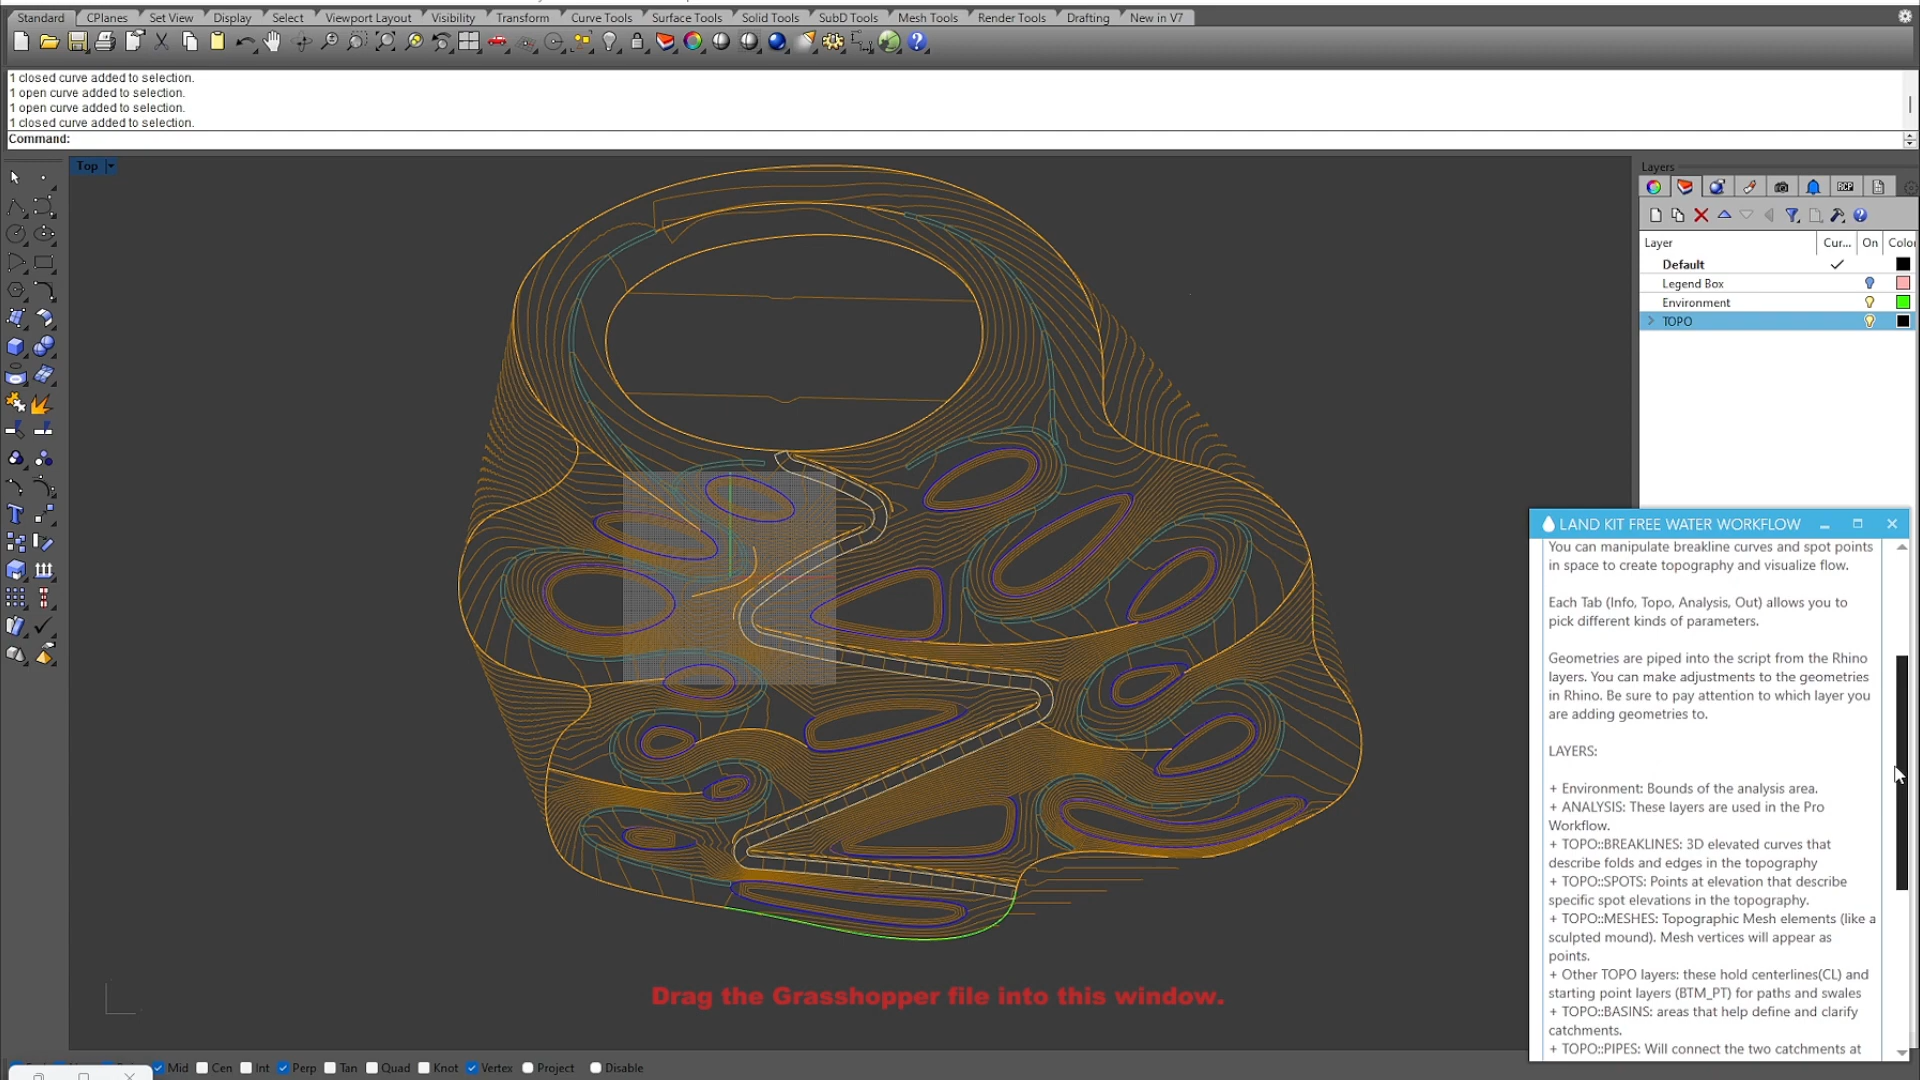 Standard CPlanes Set View Display Select Viewport Layout Visibility Transform Curve Tools Surface Tools Solid Tools SubD Tools Mesh Tools Render Tools Drafting New in V7
1 closed curve added to selection.
1 open curve added to selection.
1 open curve added to selection.
1 closed curve added to selection.
Command:
Top
Layers
Layer Cur... On Color
Default
Legend Box
Environment
TOPO
LAND KIT FREE WATER WORKFLOW
You can manipulate breakline curves and spot points
in space to create topography and visualize flow.
Each Tab (Info, Topo, Analysis, Out) allows you to
pick different kinds of parameters.
Geometries are piped into the script from the Rhino
layers. You can make adjustments to the geometries
in Rhino. Be sure to pay attention to which layer you
are adding geometries to.
LAYERS:
+ Environment: Bounds of the analysis area.
+ ANALYSIS: These layers are used in the Pro
Workflow.
+ TOPO::BREAKLINES: 3D elevated curves that
describe folds and edges in the topography
+ TOPO::SPOTS: Points at elevation that describe
specific spot elevations in the topography.
+ TOPO::MESHES: Topographic Mesh elements (like a
sculpted mound). Mesh vertices will appear as
points.
+ Other TOPO layers: these hold centerlines(CL) and
starting point layers (BTM_PT) for paths and swales
+ TOPO::BASINS: areas that help define and clarify
catchments.
+ TOPO::PIPES: Will connect the two catchments at
Drag the Grasshopper file into this window.
Mid Cen Int Perp Tan Quad Knot Vertex Project Disable